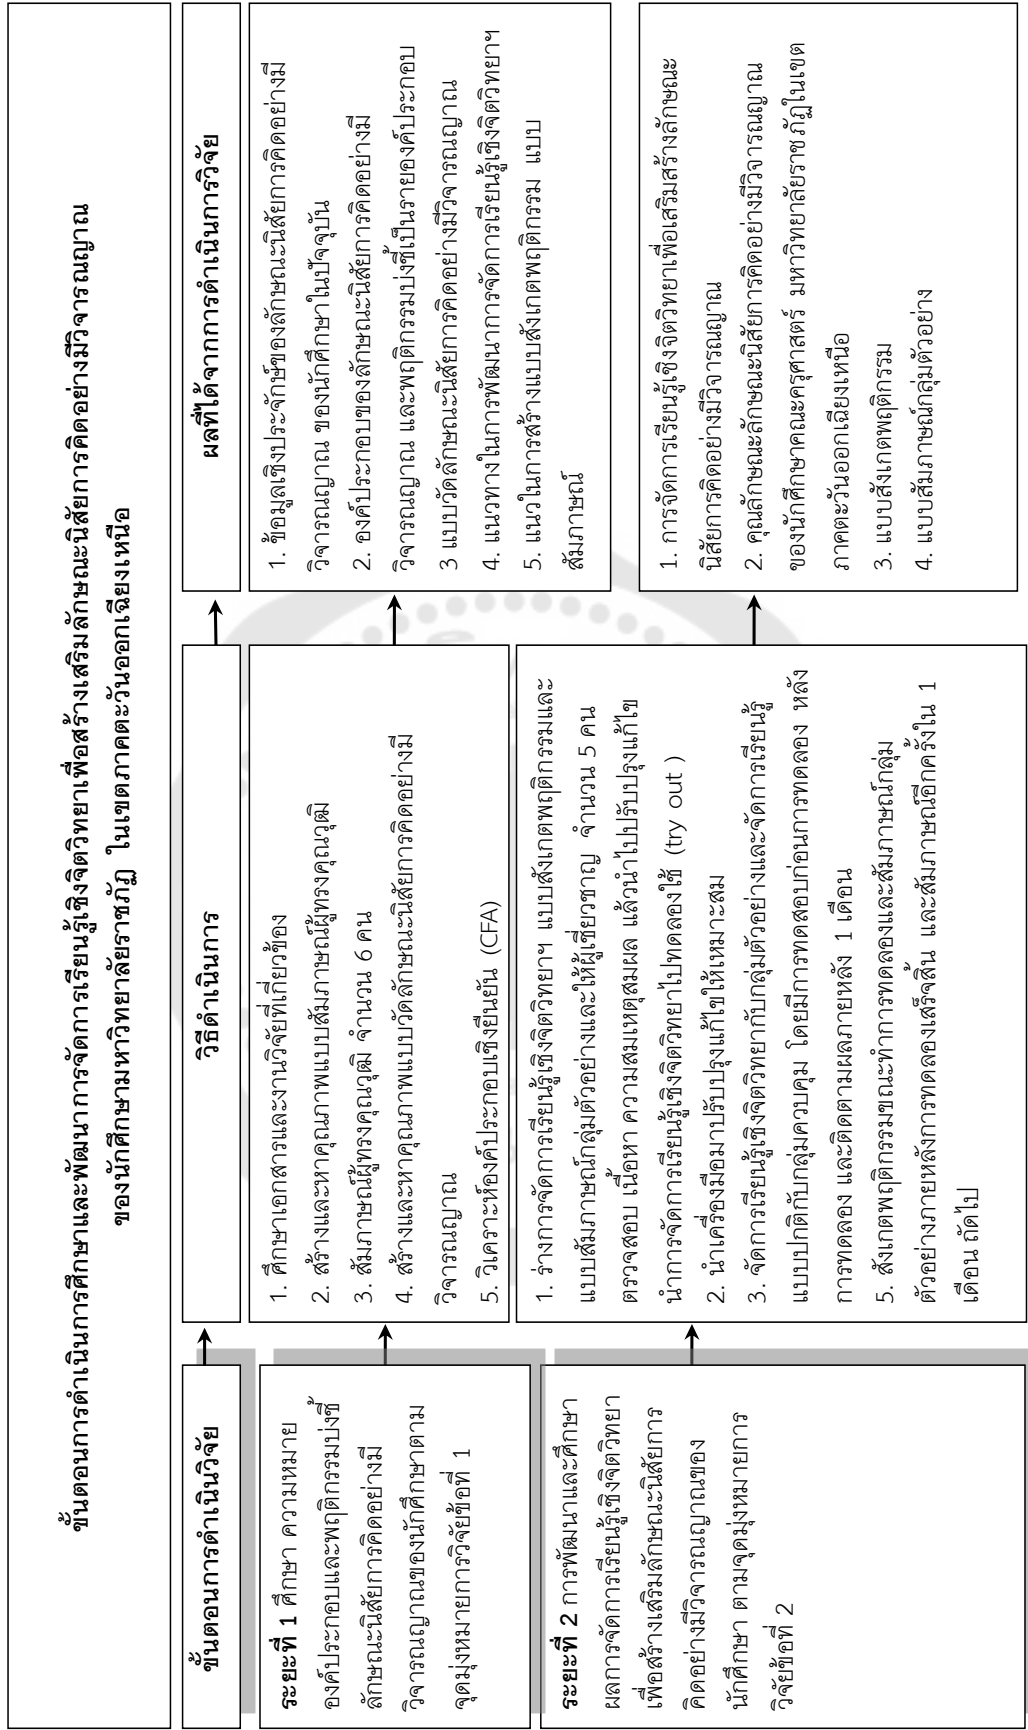 ขั้นตอนการดำเนินการศึกษาและพัฒนาการจัดการเรียนรู้เชิงจิตวิทยาเพื่อสร้างเสริมลักษณะนิสัยการคิดอย่างมีวิจารณญาณ
ของนักศึกษามหาวิทยาลัยราชภัฏ ในเขตภาคตะวันออกเฉียงเหนือ
ขั้นตอนการดำเนินวิจัย
วิธีดำเนินการ
ผลที่ได้จากการดำเนินการวิจัย
ระยะที่ 1 ศึกษา ความหมาย
องค์ประกอบและพฤติกรรมบ่งชี้
ลักษณะนิสัยการคิดอย่างมี
วิจารณญาณของนักศึกษาตาม
จุดมุ่งหมายการวิจัยข้อที่ 1
1. ศึกษาเอกสารและงานวิจัยที่เกี่ยวข้อง
2. สร้างและหาคุณภาพแบบสัมภาษณ์ผู้ทรงคุณวุฒิ
3. สัมภาษณ์ผู้ทรงคุณวุฒิ จำนวน 6 คน
4. สร้างและหาคุณภาพแบบวัดลักษณะนิสัยการคิดอย่างมี
วิจารณญาณ
5. วิเคราะห์องค์ประกอบเชิงยืนยัน (CFA)
1. ข้อมูลเชิงประจักษ์ของลักษณะนิสัยการคิดอย่างมี
วิจารณญาณ ของนักศึกษาในปัจจุบัน
2. องค์ประกอบของลักษณะนิสัยการคิดอย่างมี
วิจารณญาณ และพฤติกรรมบ่งชี้เป็นรายองค์ประกอบ
3 แบบวัดลักษณะนิสัยการคิดอย่างมีวิจารณญาณ
4. แนวทางในการพัฒนาการจัดการเรียนรู้เชิงจิตวิทยาฯ
5. แนวในการสร้างแบบสังเกตพฤติกรรม แบบ
สัมภาษณ์
ระยะที่ 2 การพัฒนาและศึกษา
ผลการจัดการเรียนรู้เชิงจิตวิทยา
เพื่อสร้างเสริมลักษณะนิสัยการ
คิดอย่างมีวิจารณญาณของ
นักศึกษา ตามจุดมุ่งหมายการ
วิจัยข้อที่ 2
1. ร่างการจัดการเรียนรู้เชิงจิตวิทยาฯ แบบสังเกตพฤติกรรมและ
แบบสัมภาษณ์กลุ่มตัวอย่างและให้ผู้เชี่ยวชาญ จำนวน 5 คน
ตรวจสอบ เนื้อหา ความสมเหตุสมผล แล้วนำไปปรับปรุงแก้ไข
นำการจัดการเรียนรู้เชิงจิตวิทยาไปทดลองใช้ (try out )
2. นำเครื่องมือมาปรับปรุงแก้ไขให้เหมาะสม
3. จัดการเรียนรู้เชิงจิตวิทยากับกลุ่มตัวอย่างและจัดการเรียนรู้
แบบปกติกับกลุ่มควบคุม โดยมีการทดสอบก่อนการทดลอง หลัง
การทดลอง และติดตามผลภายหลัง 1 เดือน
5. สังเกตพฤติกรรมขณะทำการทดลองและสัมภาษณ์กลุ่ม
ตัวอย่างภายหลังการทดลองเสร็จสิ้น และสัมภาษณ์อีกครั้งใน 1
เดือน ถัดไป
1. การจัดการเรียนรู้เชิงจิตวิทยาเพื่อเสริมสร้างลักษณะ
นิสัยการคิดอย่างมีวิจารณญาณ
2. คุณลักษณะลักษณะนิสัยการคิดอย่างมีวิจารณญาณ
ของนักศึกษาคณะครุศาสตร์ มหาวิทยาลัยราชภัฏในเขต
ภาคตะวันออกเฉียงเหนือ
3. แบบสังเกตพฤติกรรม
4. แบบสัมภาษณ์กลุ่มตัวอย่าง